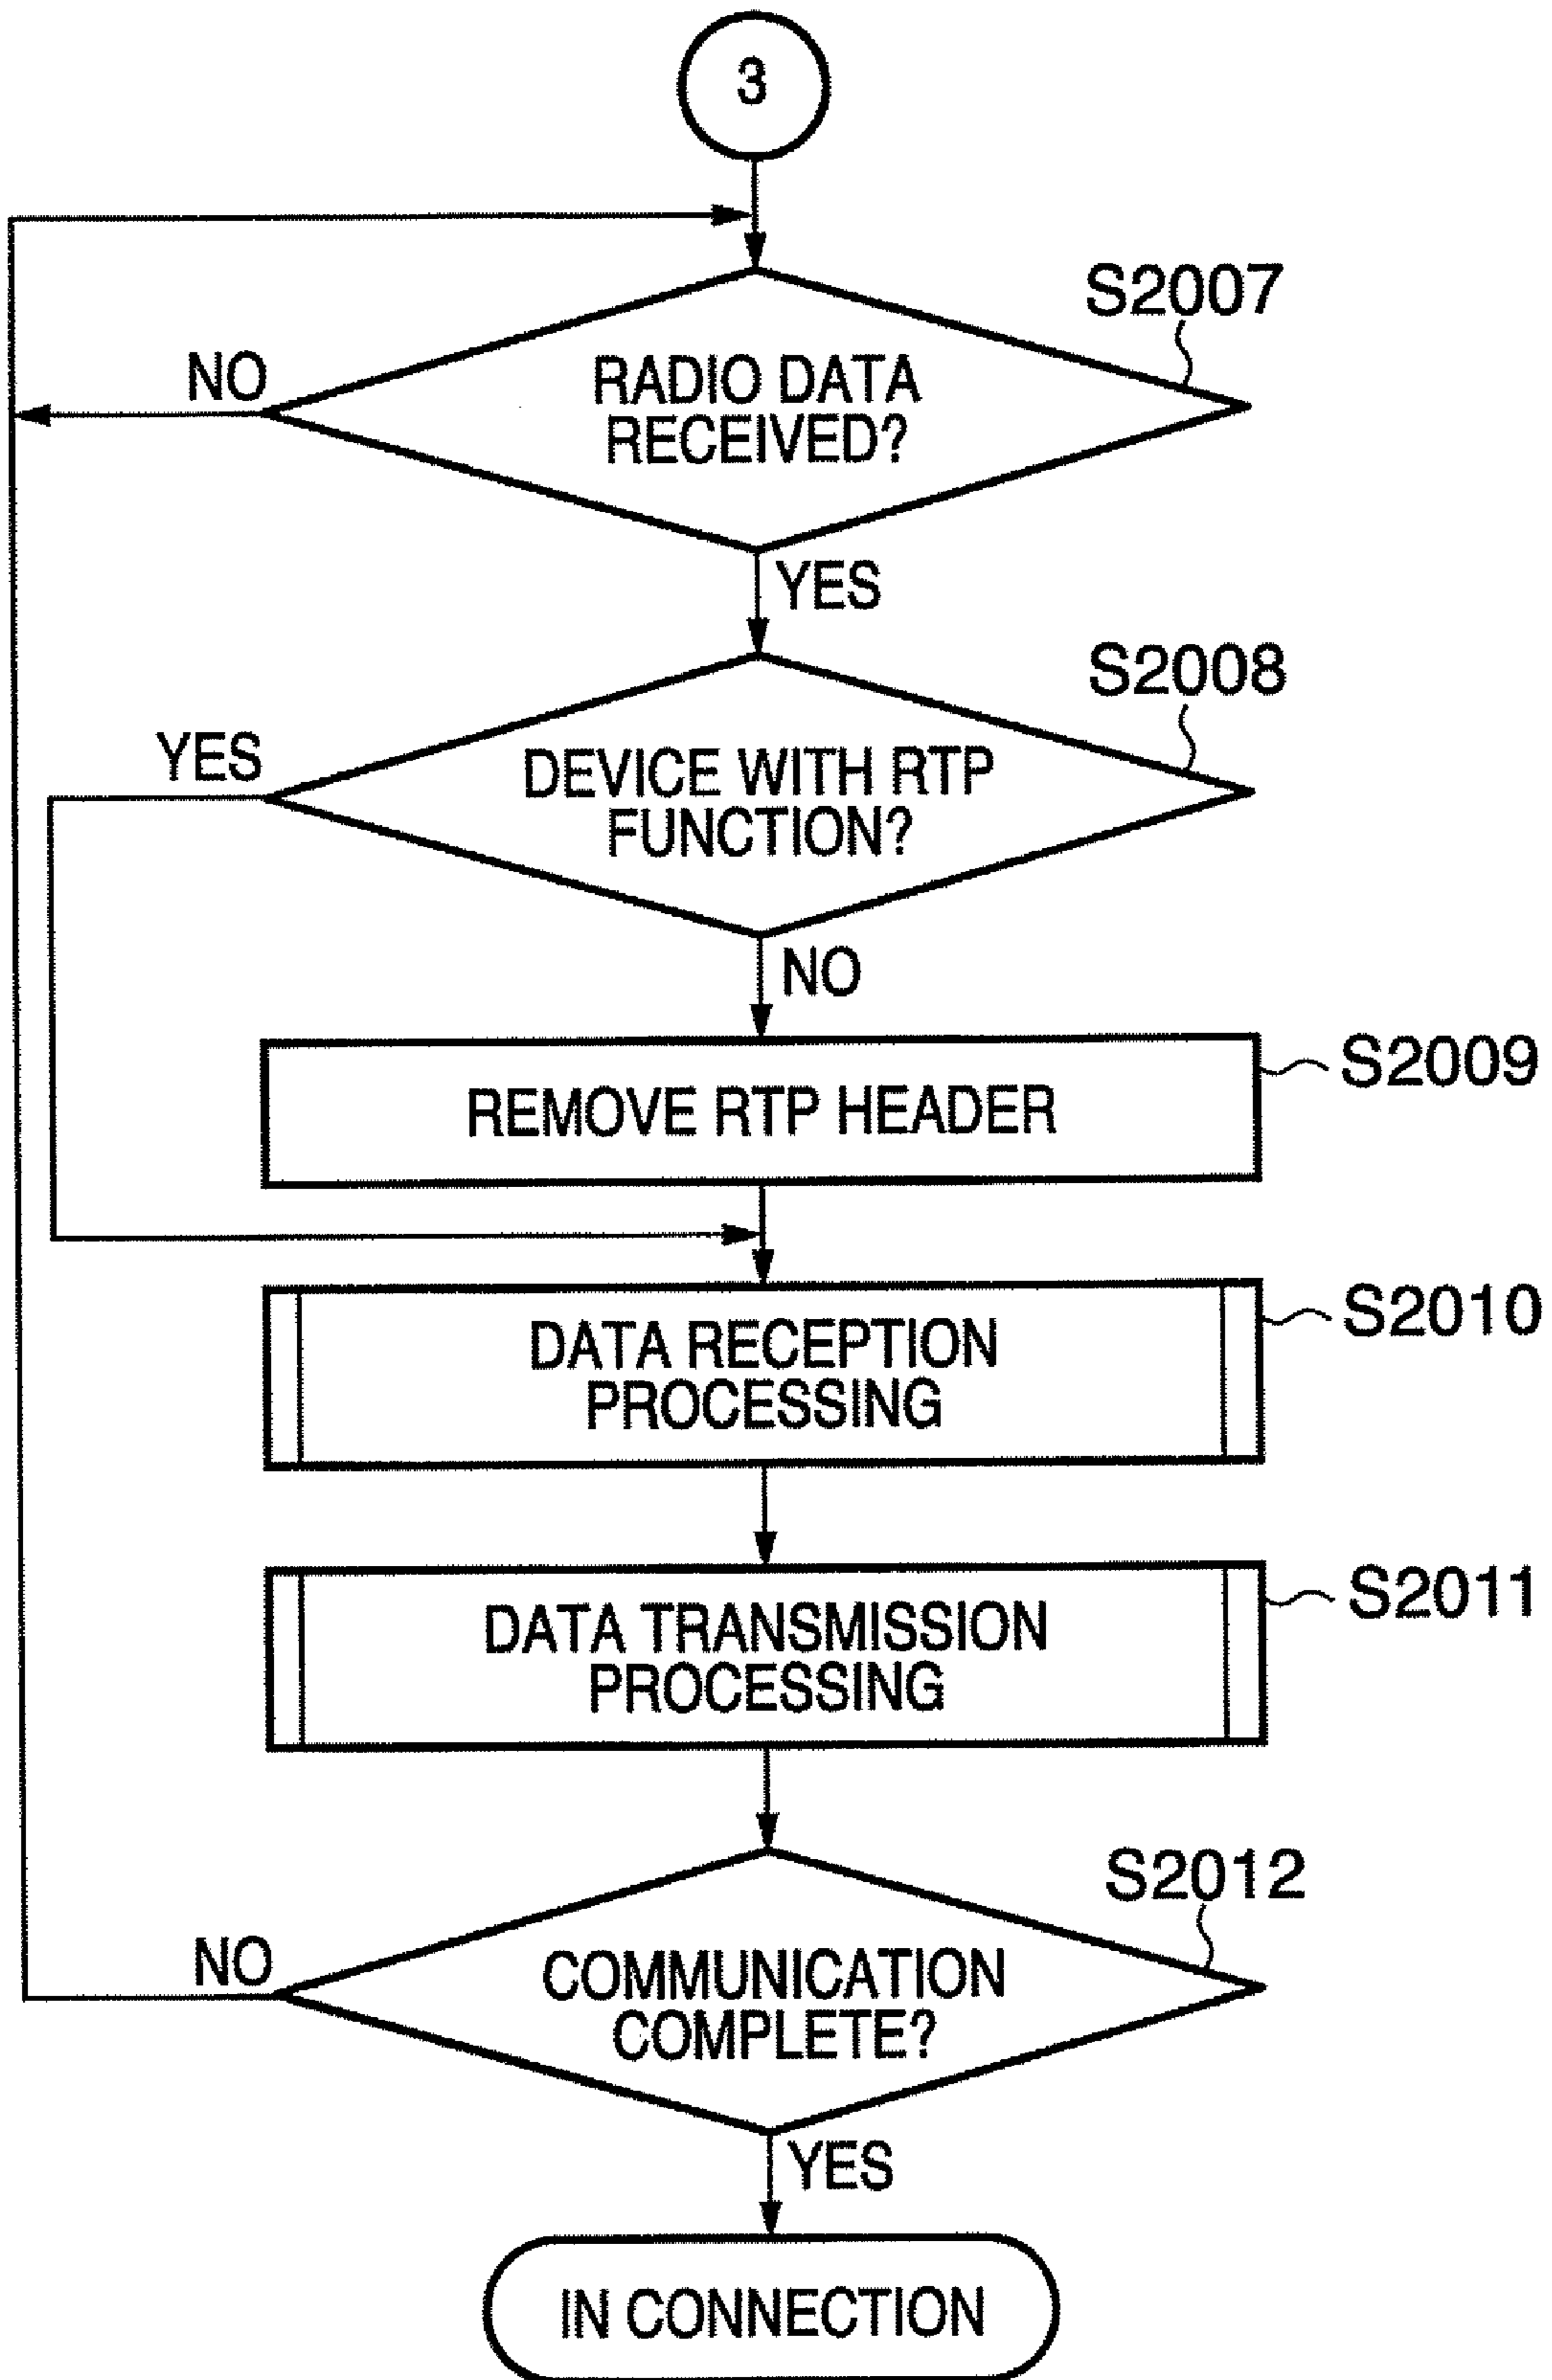 3
S2007
NO
RADIO DATA
RECEIVED?
YES
S2008
YES
DEVICE WITH RTP
FUNCTION?
NO
S2009
REMOVE RTP HEADER
S2010
DATA RECEPTION
PROCESSING
S2011
DATA TRANSMISSION
PROCESSING
S2012
NO
COMMUNICATION
COMPLETE?
YES
IN CONNECTION